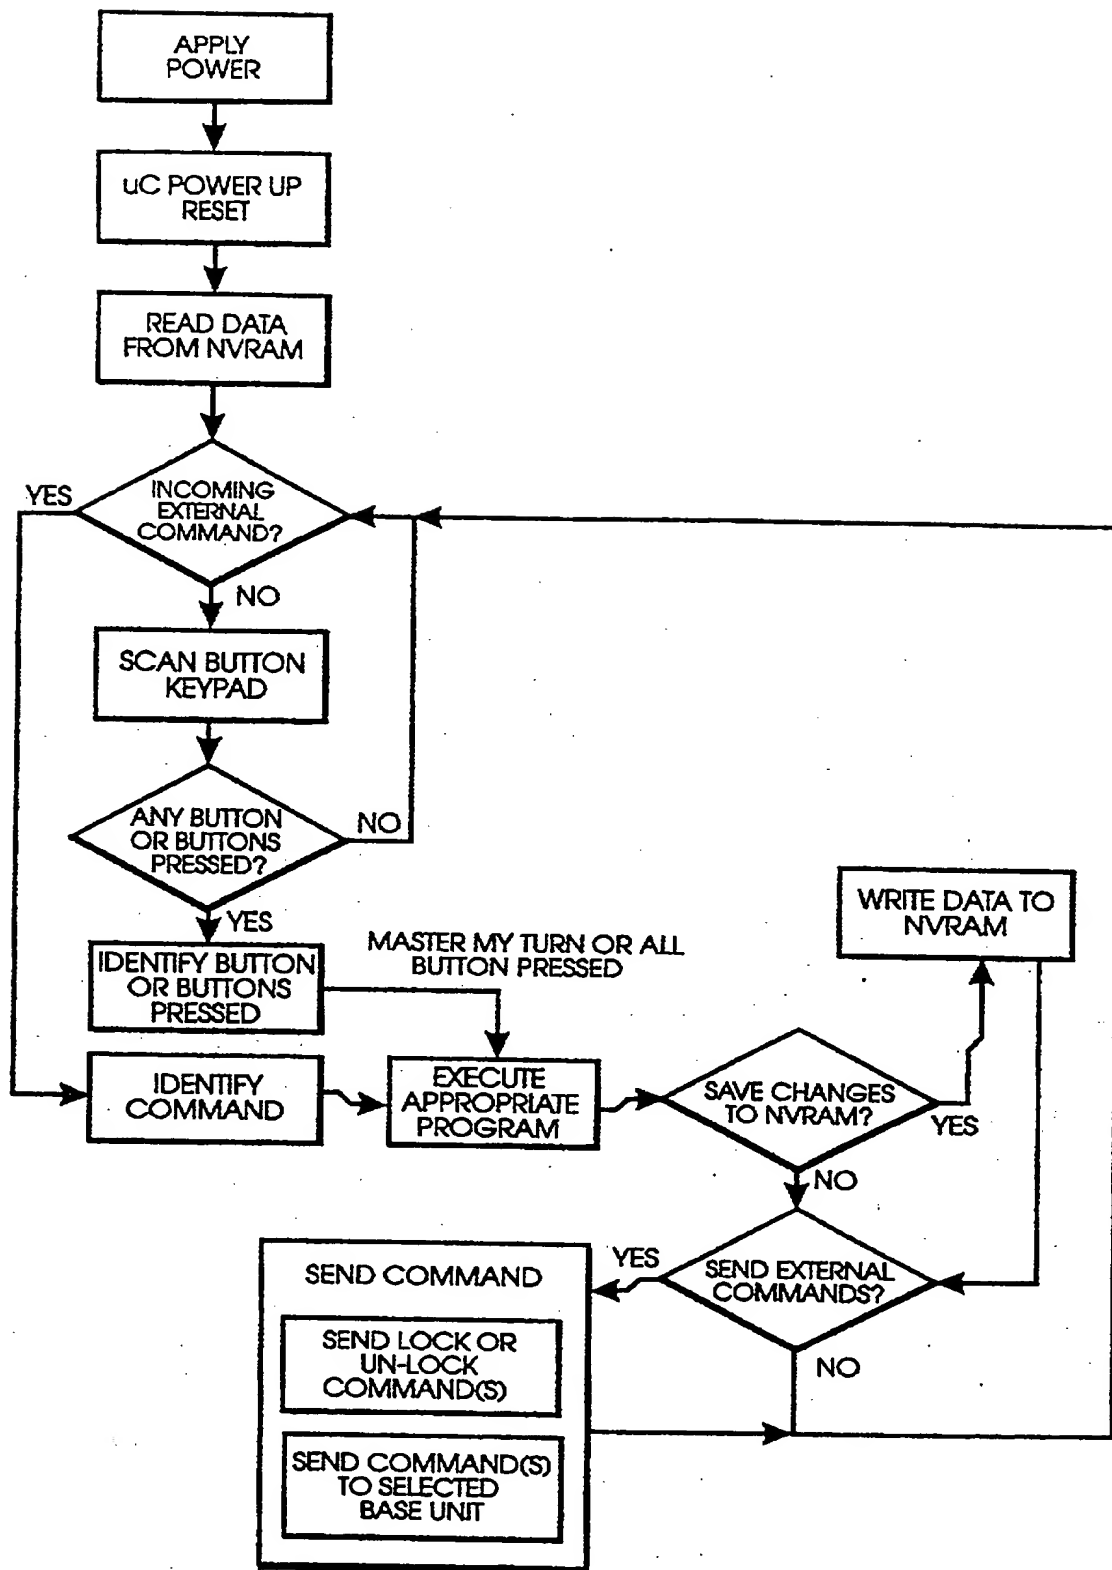 APPLY
POWER
uC POWER UP
RESET
READ DATA
FROM NVRAM
INCOMING
EXTERNAL
COMMAND?
YES
NO
SCAN BUTTON
KEYPAD
ANY BUTTON
OR BUTTONS
PRESSED?
NO
YES
IDENTIFY BUTTON
OR BUTTONS
PRESSED
MASTER MY TURN OR ALL
BUTTON PRESSED
IDENTIFY
COMMAND
EXECUTE
APPROPRIATE
PROGRAM
SAVE CHANGES
TO NVRAM?
YES
WRITE DATA TO
NVRAM
NO
SEND EXTERNAL
COMMANDS?
YES
NO
SEND COMMAND
SEND LOCK OR
UN-LOCK
COMMAND(S)
SEND COMMAND(S)
TO SELECTED
BASE UNIT